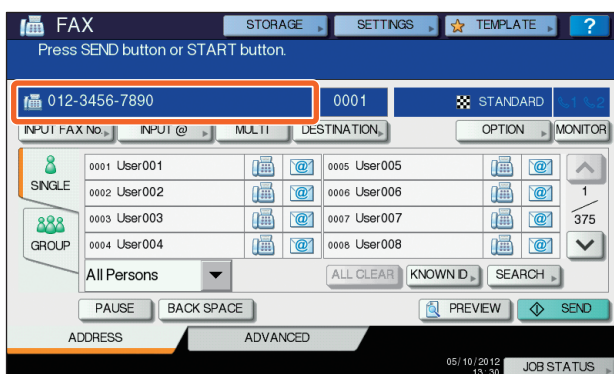 FAX STORAGE SETTINGS TEMPLATE ?
Press SEND button or START button.
012-3456-7890 0001 STANDARD 1 2
INPUT FAX No. INPUT @ MULTI DESTINATION OPTION MONITOR
SINGLE
GROUP
0001 User001 @ 0005 User005 @
0002 User002 @ 0006 User006 @
0003 User003 @ 0007 User007 @
0004 User004 @ 0008 User008 @
1
375
All Persons ALL CLEAR KNOWN ID SEARCH
PAUSE BACK SPACE PREVIEW SEND
ADDRESS ADVANCED
05/10/2012
13:30 JOB STATUS